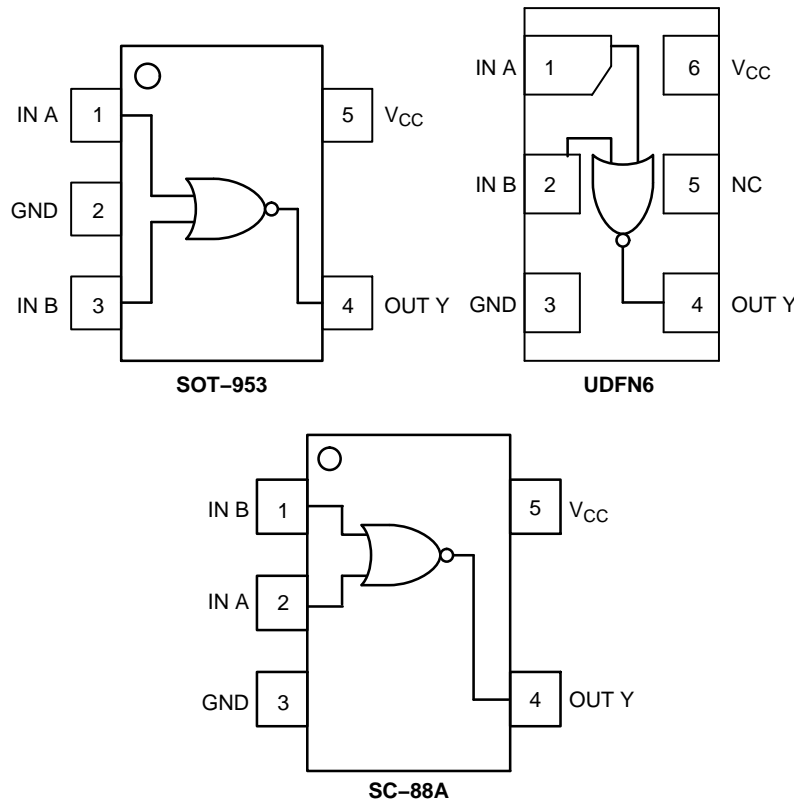 IN A 1 5 VCC
GND 2
IN B 3 4 OUT Y
SOT–953
IN A 1 6 VCC
IN B 2 5 NC
GND 3 4 OUT Y
UDFN6
IN B 1 5 VCC
IN A 2
GND 3 4 OUT Y
SC–88A